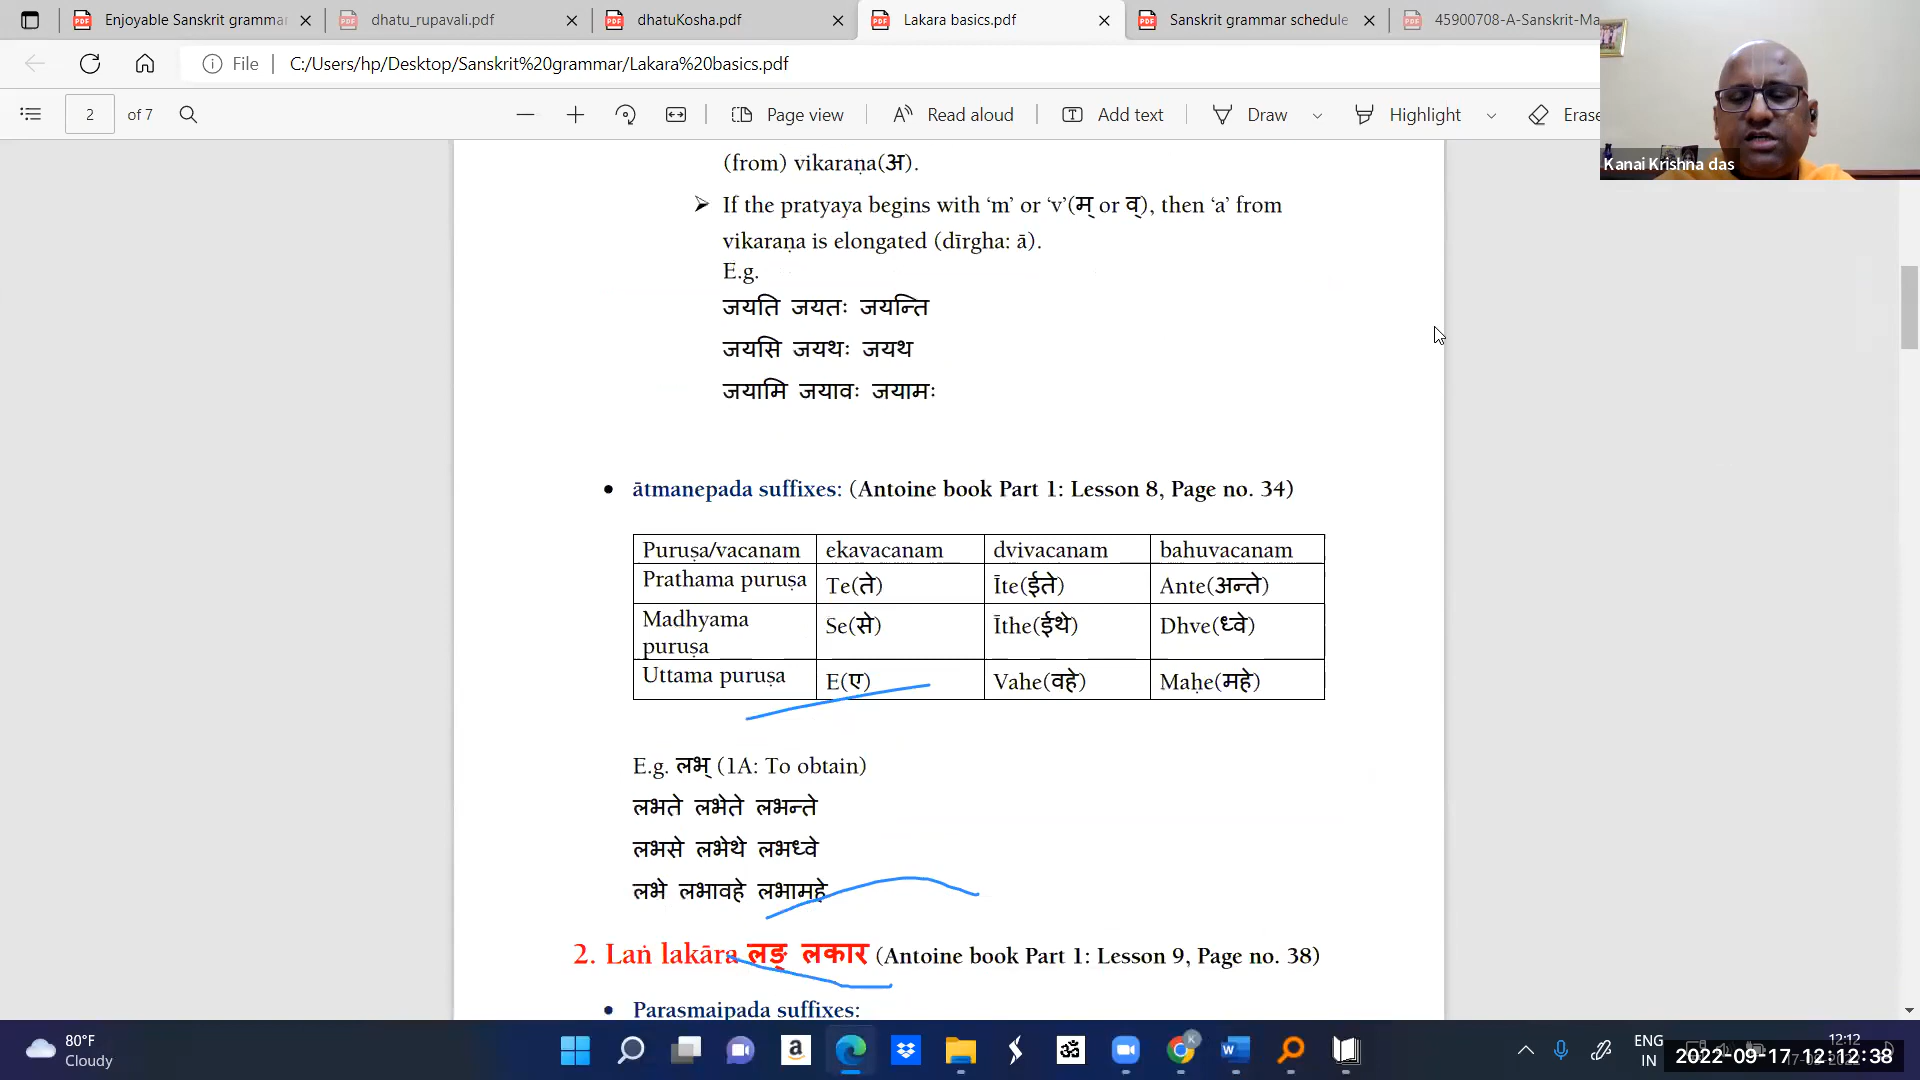 Enjoyable Sanskrit grammar
dhatu_rupavali.pdf
dhatuKosha.pdf
Lakara basics.pdf
Sanskrit grammar schedule
45900708-A-Sanskrit-Ma
File
C:/Users/hp/Desktop/Sanskrit%20grammar/Lakara%20basics.pdf
2 of 7
Page view
Read aloud
Add text
Draw
Highlight
Erase
Kanai Krishna das
(from) vikaraṇa(अ).
➢ If the pratyaya begins with ‘m’ or ‘v’(म् or व्), then ‘a’ from
vikaraṇa is elongated (dīrgha: ā).
E.g.
जयति जयतः जयन्ति
जयसि जयथः जयथ
जयामि जयावः जयामः
• ātmanepada suffixes: (Antoine book Part 1: Lesson 8, Page no. 34)
Puruṣa/vacanam ekavacanam dvivacanam bahuvacanam
Prathama puruṣa Te(ते) Īte(ईते) Ante(अन्ते)
Madhyama puruṣa Se(से) Īthe(ईथे) Dhve(ध्वे)
Uttama puruṣa E(ए) Vahe(वहे) Maḥe(महे)
E.g. लभ् (1A: To obtain)
लभते लभेते लभन्ते
लभसे लभेथे लभध्वे
लभे लभावहे लभामहे
2. Laṅ lakāra लङ् लकार (Antoine book Part 1: Lesson 9, Page no. 38)
• Parasmaipada suffixes:
80°F
Cloudy
ENG
IN
12:12
2022-09-17 12:12:38